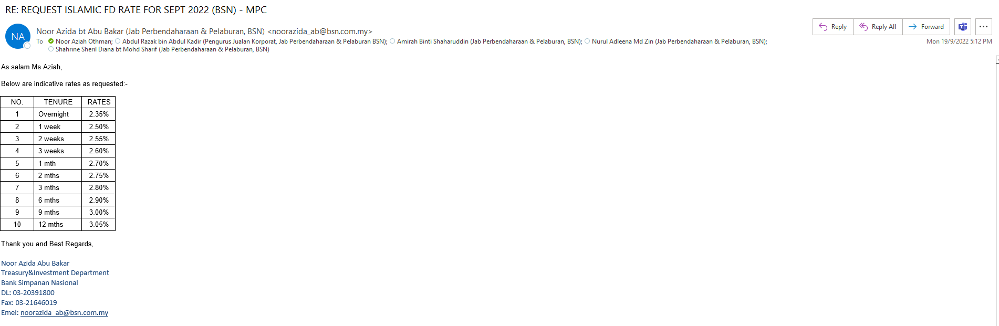 RE: REQUEST ISLAMIC FD RATE FOR SEPT 2022 (BSN) - MPC
NA
Noor Azida bt Abu Bakar (Jab Perbendaharaan & Pelaburan, BSN) <noorazida_ab@bsn.com.my>
To Noor Aziah Othman; Abdul Razak bin Abdul Kadir (Pengurus Jualan Korporat, Jab Perbendaharaan & Pelaburan BSN); Amirah Binti Shaharuddin (Jab Perbendaharaan & Pelaburan, BSN); Nurul Adleena Md Zin (Jab Perbendaharaan & Pelaburan, BSN);
Shahrine Sheril Diana bt Mohd Sharif (Jab Perbendaharaan & Pelaburan, BSN)
Reply Reply All Forward
Mon 19/9/2022 5:12 PM
As salam Ms Aziah,
Below are indicative rates as requested:-
NO. TENURE RATES
1 Overnight 2.35%
2 1 week 2.50%
3 2 weeks 2.55%
4 3 weeks 2.60%
5 1 mth 2.70%
6 2 mths 2.75%
7 3 mths 2.80%
8 6 mths 2.90%
9 9 mths 3.00%
10 12 mths 3.05%
Thank you and Best Regards,
Noor Azida Abu Bakar
Treasury&Investment Department
Bank Simpanan Nasional
DL: 03-20391800
Fax: 03-21646019
Emel: noorazida_ab@bsn.com.my